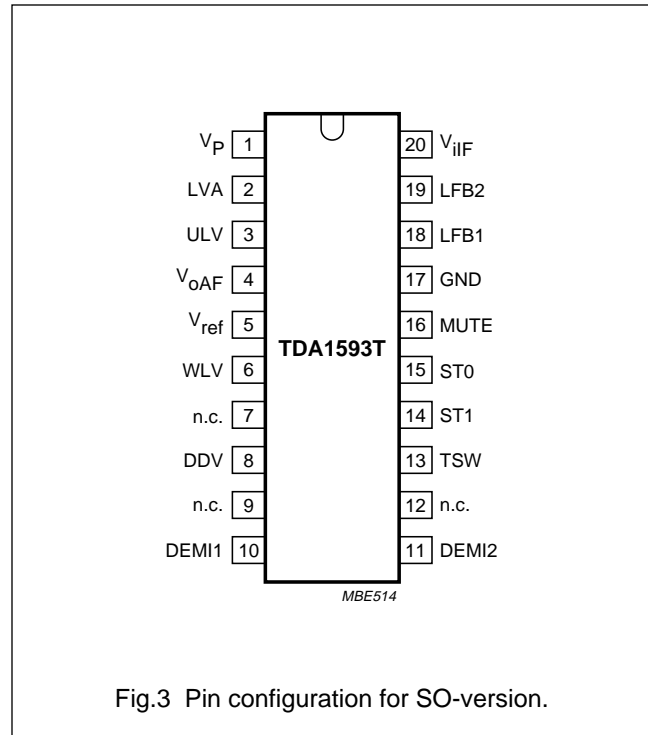 V_P 1 20 V_iIF
LVA 2 19 LFB2
ULV 3 18 LFB1
V_oAF 4 17 GND
V_ref 5 16 MUTE
TDA1593T
WLV 6 15 ST0
n.c. 7 14 ST1
DDV 8 13 TSW
n.c. 9 12 n.c.
DEMI1 10 11 DEMI2
MBE514
Fig.3 Pin configuration for SO-version.